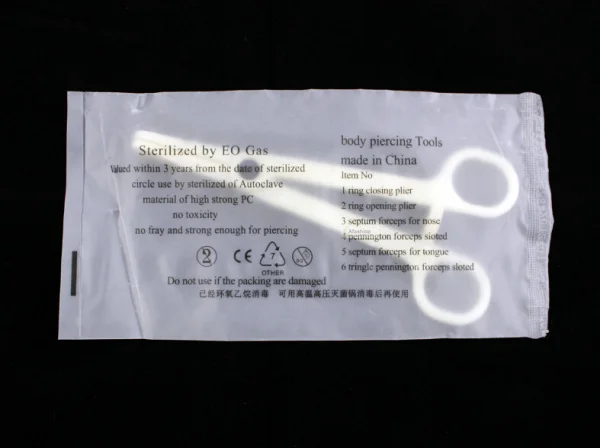 Sterilized by EO Gas
Valued within 3 years from the date of sterilized
circle use by sterilized of Autoclave
material of high strong PC
no toxicity
no fray and strong enough for piercing
2
CE
7
OTHER
Do not use if the packing are damaged
已经环氧乙烷消毒 可用高温高压灭菌锅消毒后再使用
body piercing Tools
made in China
Item No
1 ring closing plier
2 ring opening plier
3 septum forceps for nose
4 pennington forceps sloted
5 septum forceps for tongue
6 tringle pennington forceps sloted